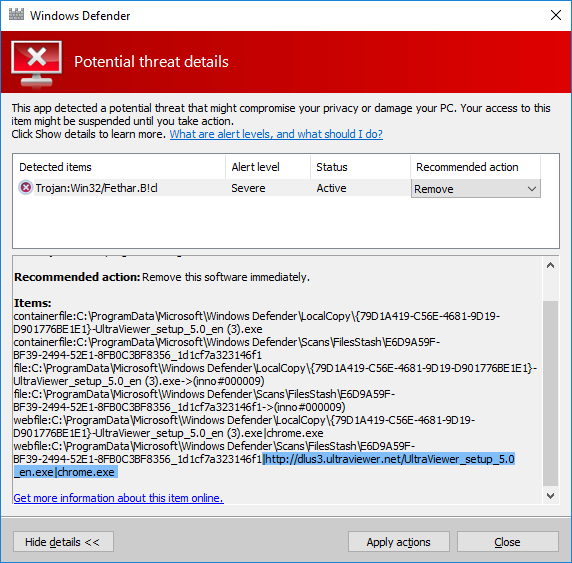 Windows Defender
Potential threat details
This app detected a potential threat that might compromise your privacy or damage your PC. Your access to this
item might be suspended until you take action.
Click Show details to learn more. What are alert levels, and what should I do?
Detected items Alert level Status Recommended action
Trojan:Win32/Fethar.B!cl Severe Active Remove
Recommended action: Remove this software immediately.
Items:
containerfile:C:\ProgramData\Microsoft\Windows Defender\LocalCopy\{79D1A419-C56E-4681-9D19-
D901776BE1E1}-UltraViewer_setup_5.0_en (3).exe
containerfile:C:\ProgramData\Microsoft\Windows Defender\Scans\FilesStash\E6D9A59F-
BF39-2494-52E1-8FB0C3BF8356_1d1cf7a323146f1
file:C:\ProgramData\Microsoft\Windows Defender\LocalCopy\{79D1A419-C56E-4681-9D19-D901776BE1E1}-
UltraViewer_setup_5.0_en (3).exe->(inno#000009)
file:C:\ProgramData\Microsoft\Windows Defender\Scans\FilesStash\E6D9A59F-
BF39-2494-52E1-8FB0C3BF8356_1d1cf7a323146f1->(inno#000009)
webfile:C:\ProgramData\Microsoft\Windows Defender\LocalCopy\{79D1A419-C56E-4681-9D19-
D901776BE1E1}-UltraViewer_setup_5.0_en (3).exe|chrome.exe
webfile:C:\ProgramData\Microsoft\Windows Defender\Scans\FilesStash\E6D9A59F-
BF39-2494-52E1-8FB0C3BF8356_1d1cf7a323146f1|http://dlus3.ultraviewer.net/UltraViewer_setup_5.0
_en.exe|chrome.exe
Get more information about this item online.
Hide details << Apply actions Close